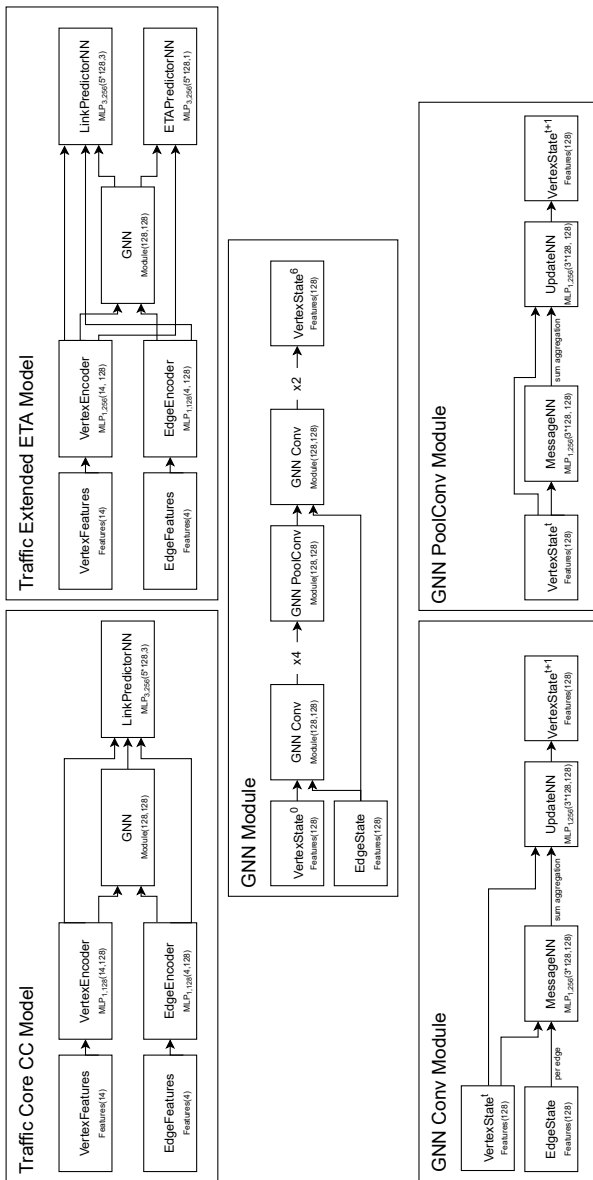 Traffic Core CC Model
VertexFeatures
Features(14)
VertexEncoder
MLP1,128(14,128)
EdgeFeatures
Features(4)
EdgeEncoder
MLP1,128(4,128)
GNN
Module(128,128)
LinkPredictorNN
MLP3,256(5*128,3)
Traffic Extended ETA Model
VertexFeatures
Features(14)
VertexEncoder
MLP1,256(14, 128)
EdgeFeatures
Features(4)
EdgeEncoder
MLP1,128(4, 128)
GNN
Module(128,128)
LinkPredictorNN
MLP3,256(5*128,3)
ETAPredictorNN
MLP3,256(5*128,1)
GNN Module
VertexState0
Features(128)
EdgeState
Features(128)
GNN Conv
Module(128,128)
x4
GNN PoolConv
Module(128,128)
GNN Conv
Module(128,128)
x2
VertexState6
Features(128)
GNN Conv Module
VertexStatet
Features(128)
EdgeState
Features(128)
per edge
MessageNN
MLP1,256(3*128,128)
sum aggregation
UpdateNN
MLP1,256(3*128,128)
VertexStatet+1
Features(128)
GNN PoolConv Module
VertexStatet
Features(128)
MessageNN
MLP1,256(3*128, 128)
sum aggregation
UpdateNN
MLP1,256(3*128, 128)
VertexStatet+1
Features(128)